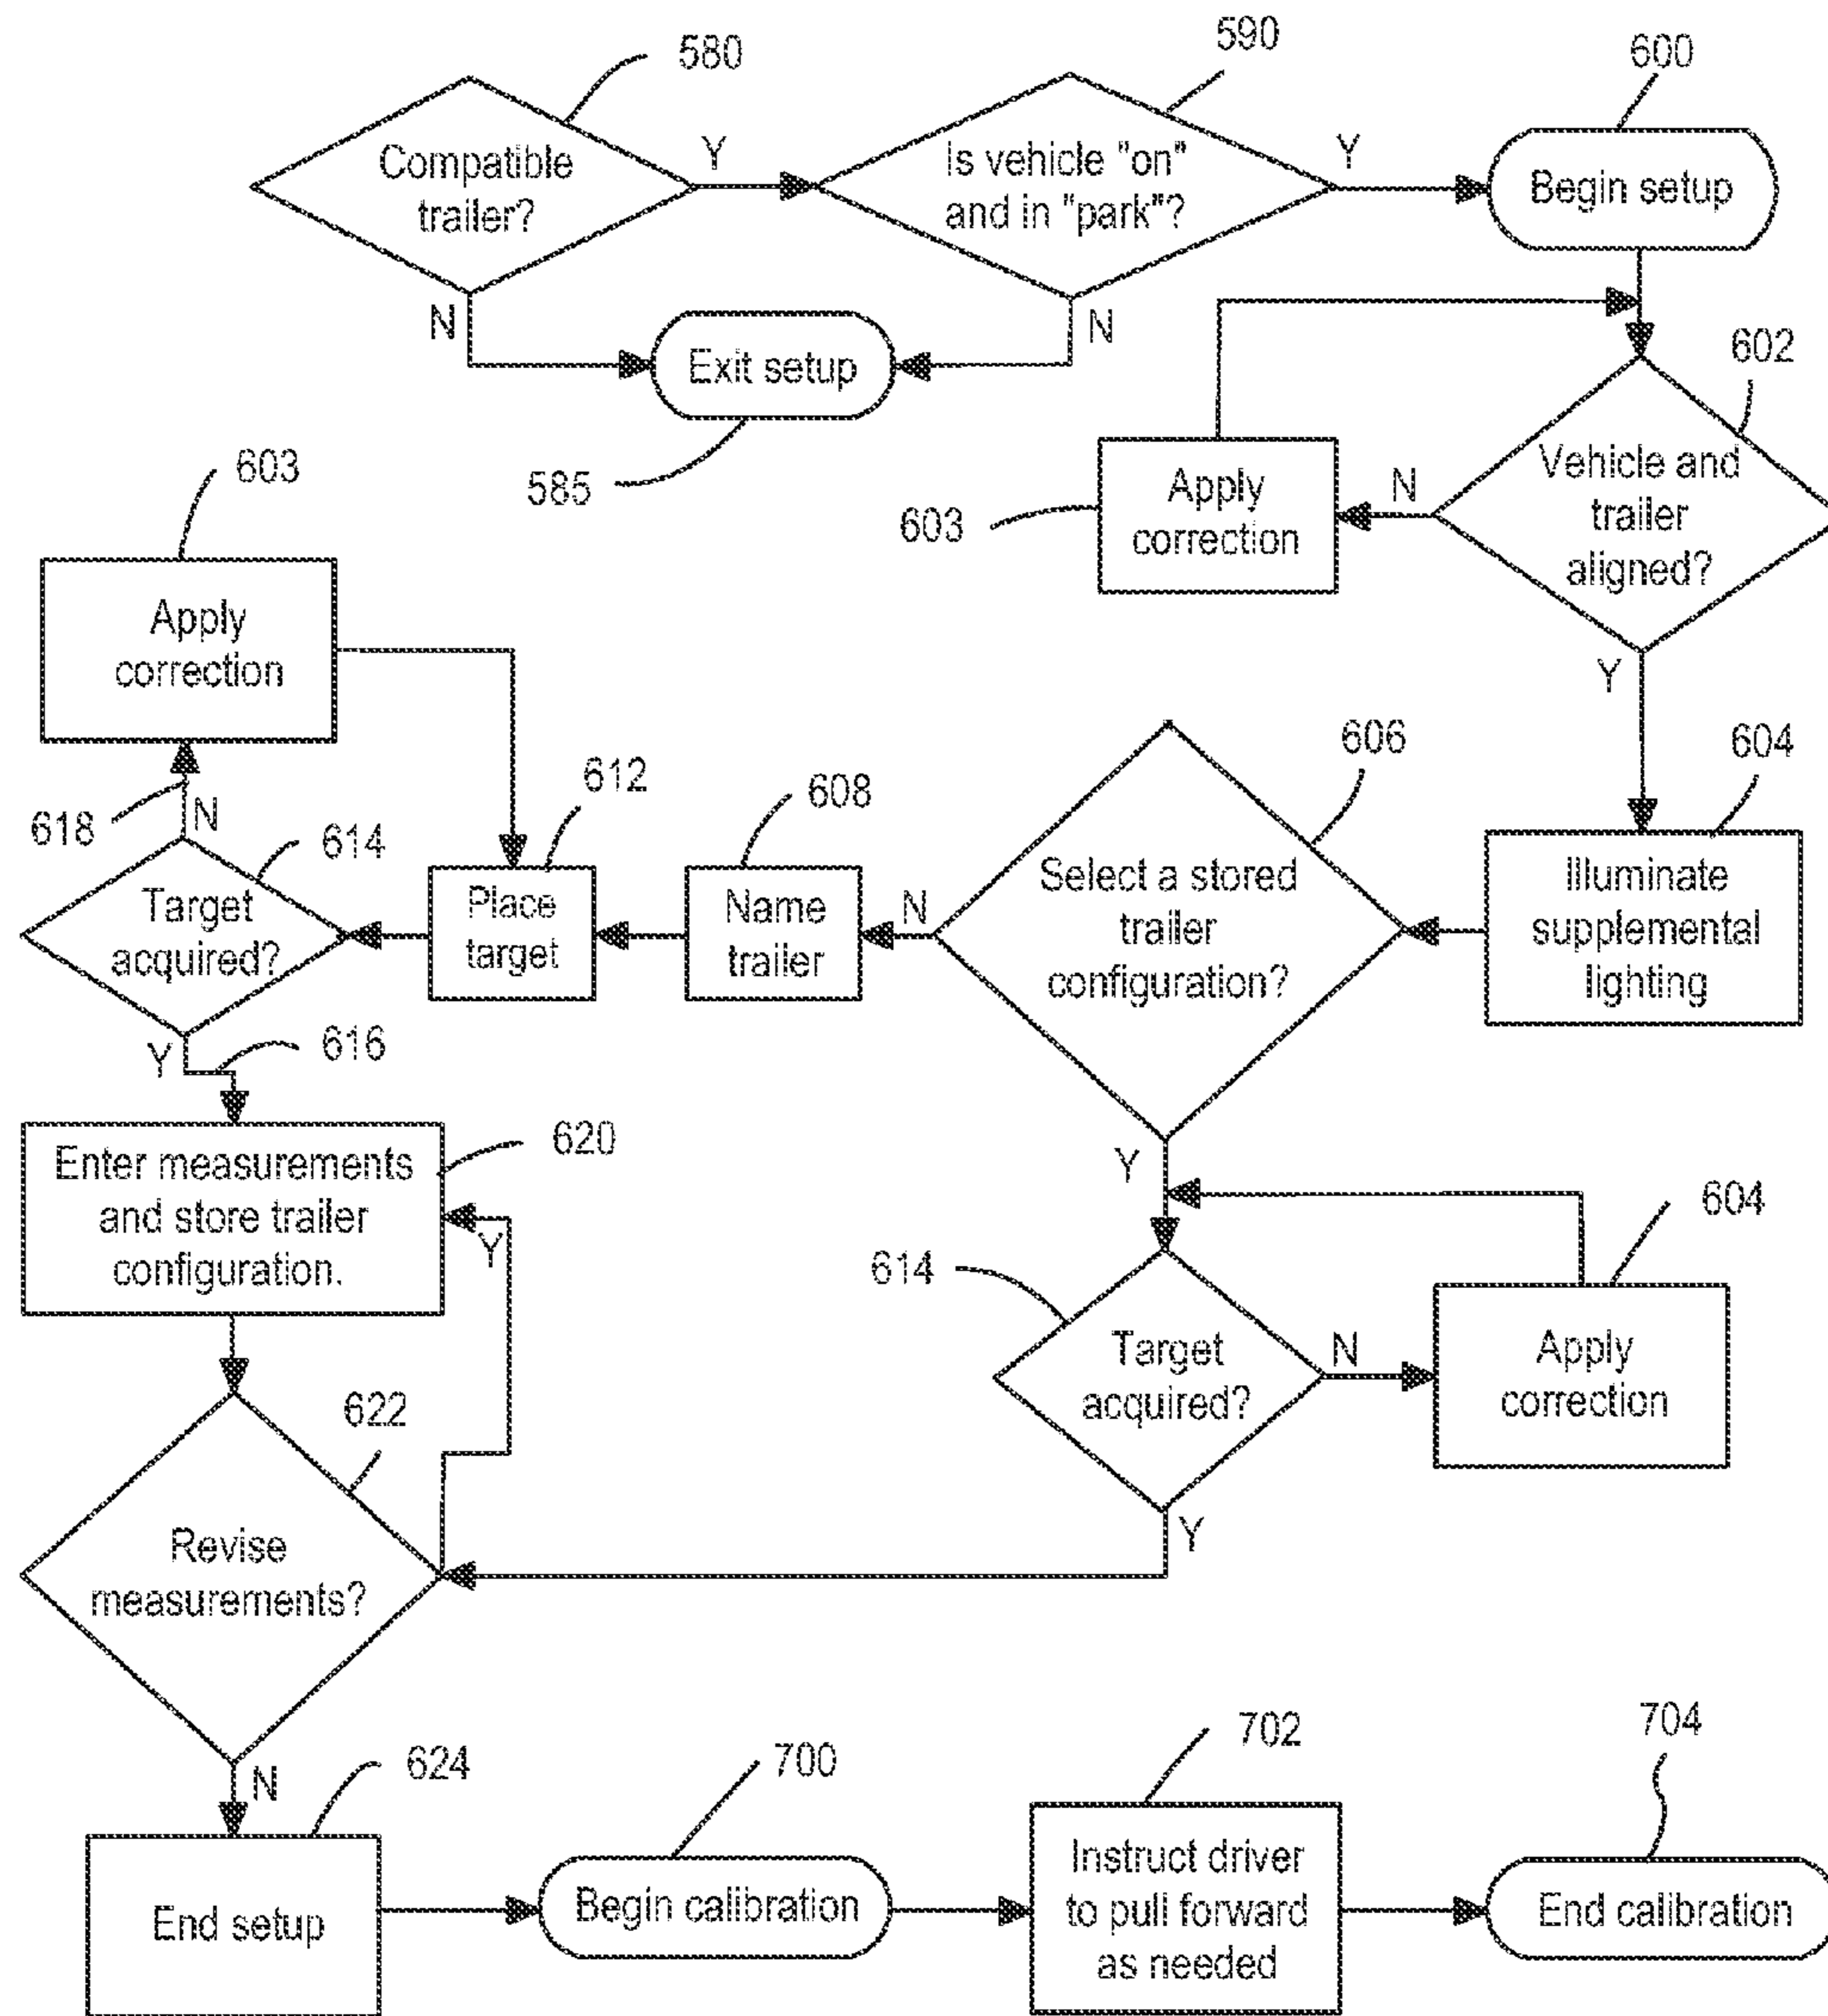 580
590
600
Compatible
trailer?
Y
Is vehicle "on"
and in "park"?
Y
Begin setup
N
N
Exit setup
585
602
Vehicle and
trailer
aligned?
N
Apply
correction
603
Y
603
Apply
correction
618
N
614
Target
acquired?
612
Place
target
608
Name
trailer
N
606
Select a stored
trailer
configuration?
604
Illuminate
supplemental
lighting
Y
616
Enter measurements
and store trailer
configuration.
620
Y
Y
614
Target
acquired?
N
604
Apply
correction
Y
622
Revise
measurements?
N
624
End setup
700
Begin calibration
702
Instruct driver
to pull forward
as needed
704
End calibration